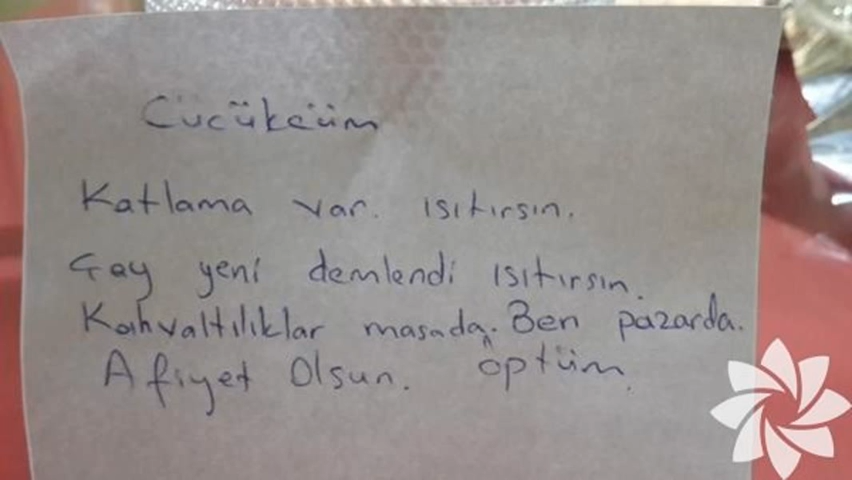 Cücükcüm
Katlama var. ısıtırsın.
Çay yeni demlendi ısıtırsın.
Kahvaltılıklar masada. Ben pazarda.
Afiyet Olsun. öptüm.